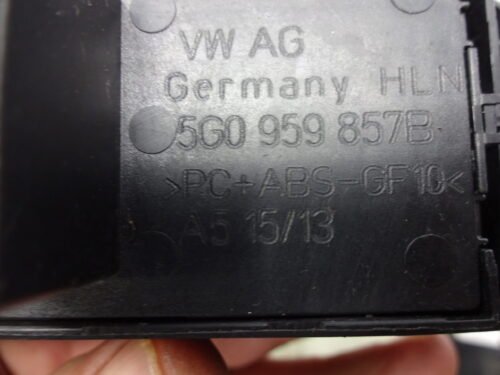 VW AG
Germany HLN
5G0 959 857B
>PC+ABS-GF10<
A5 15/13